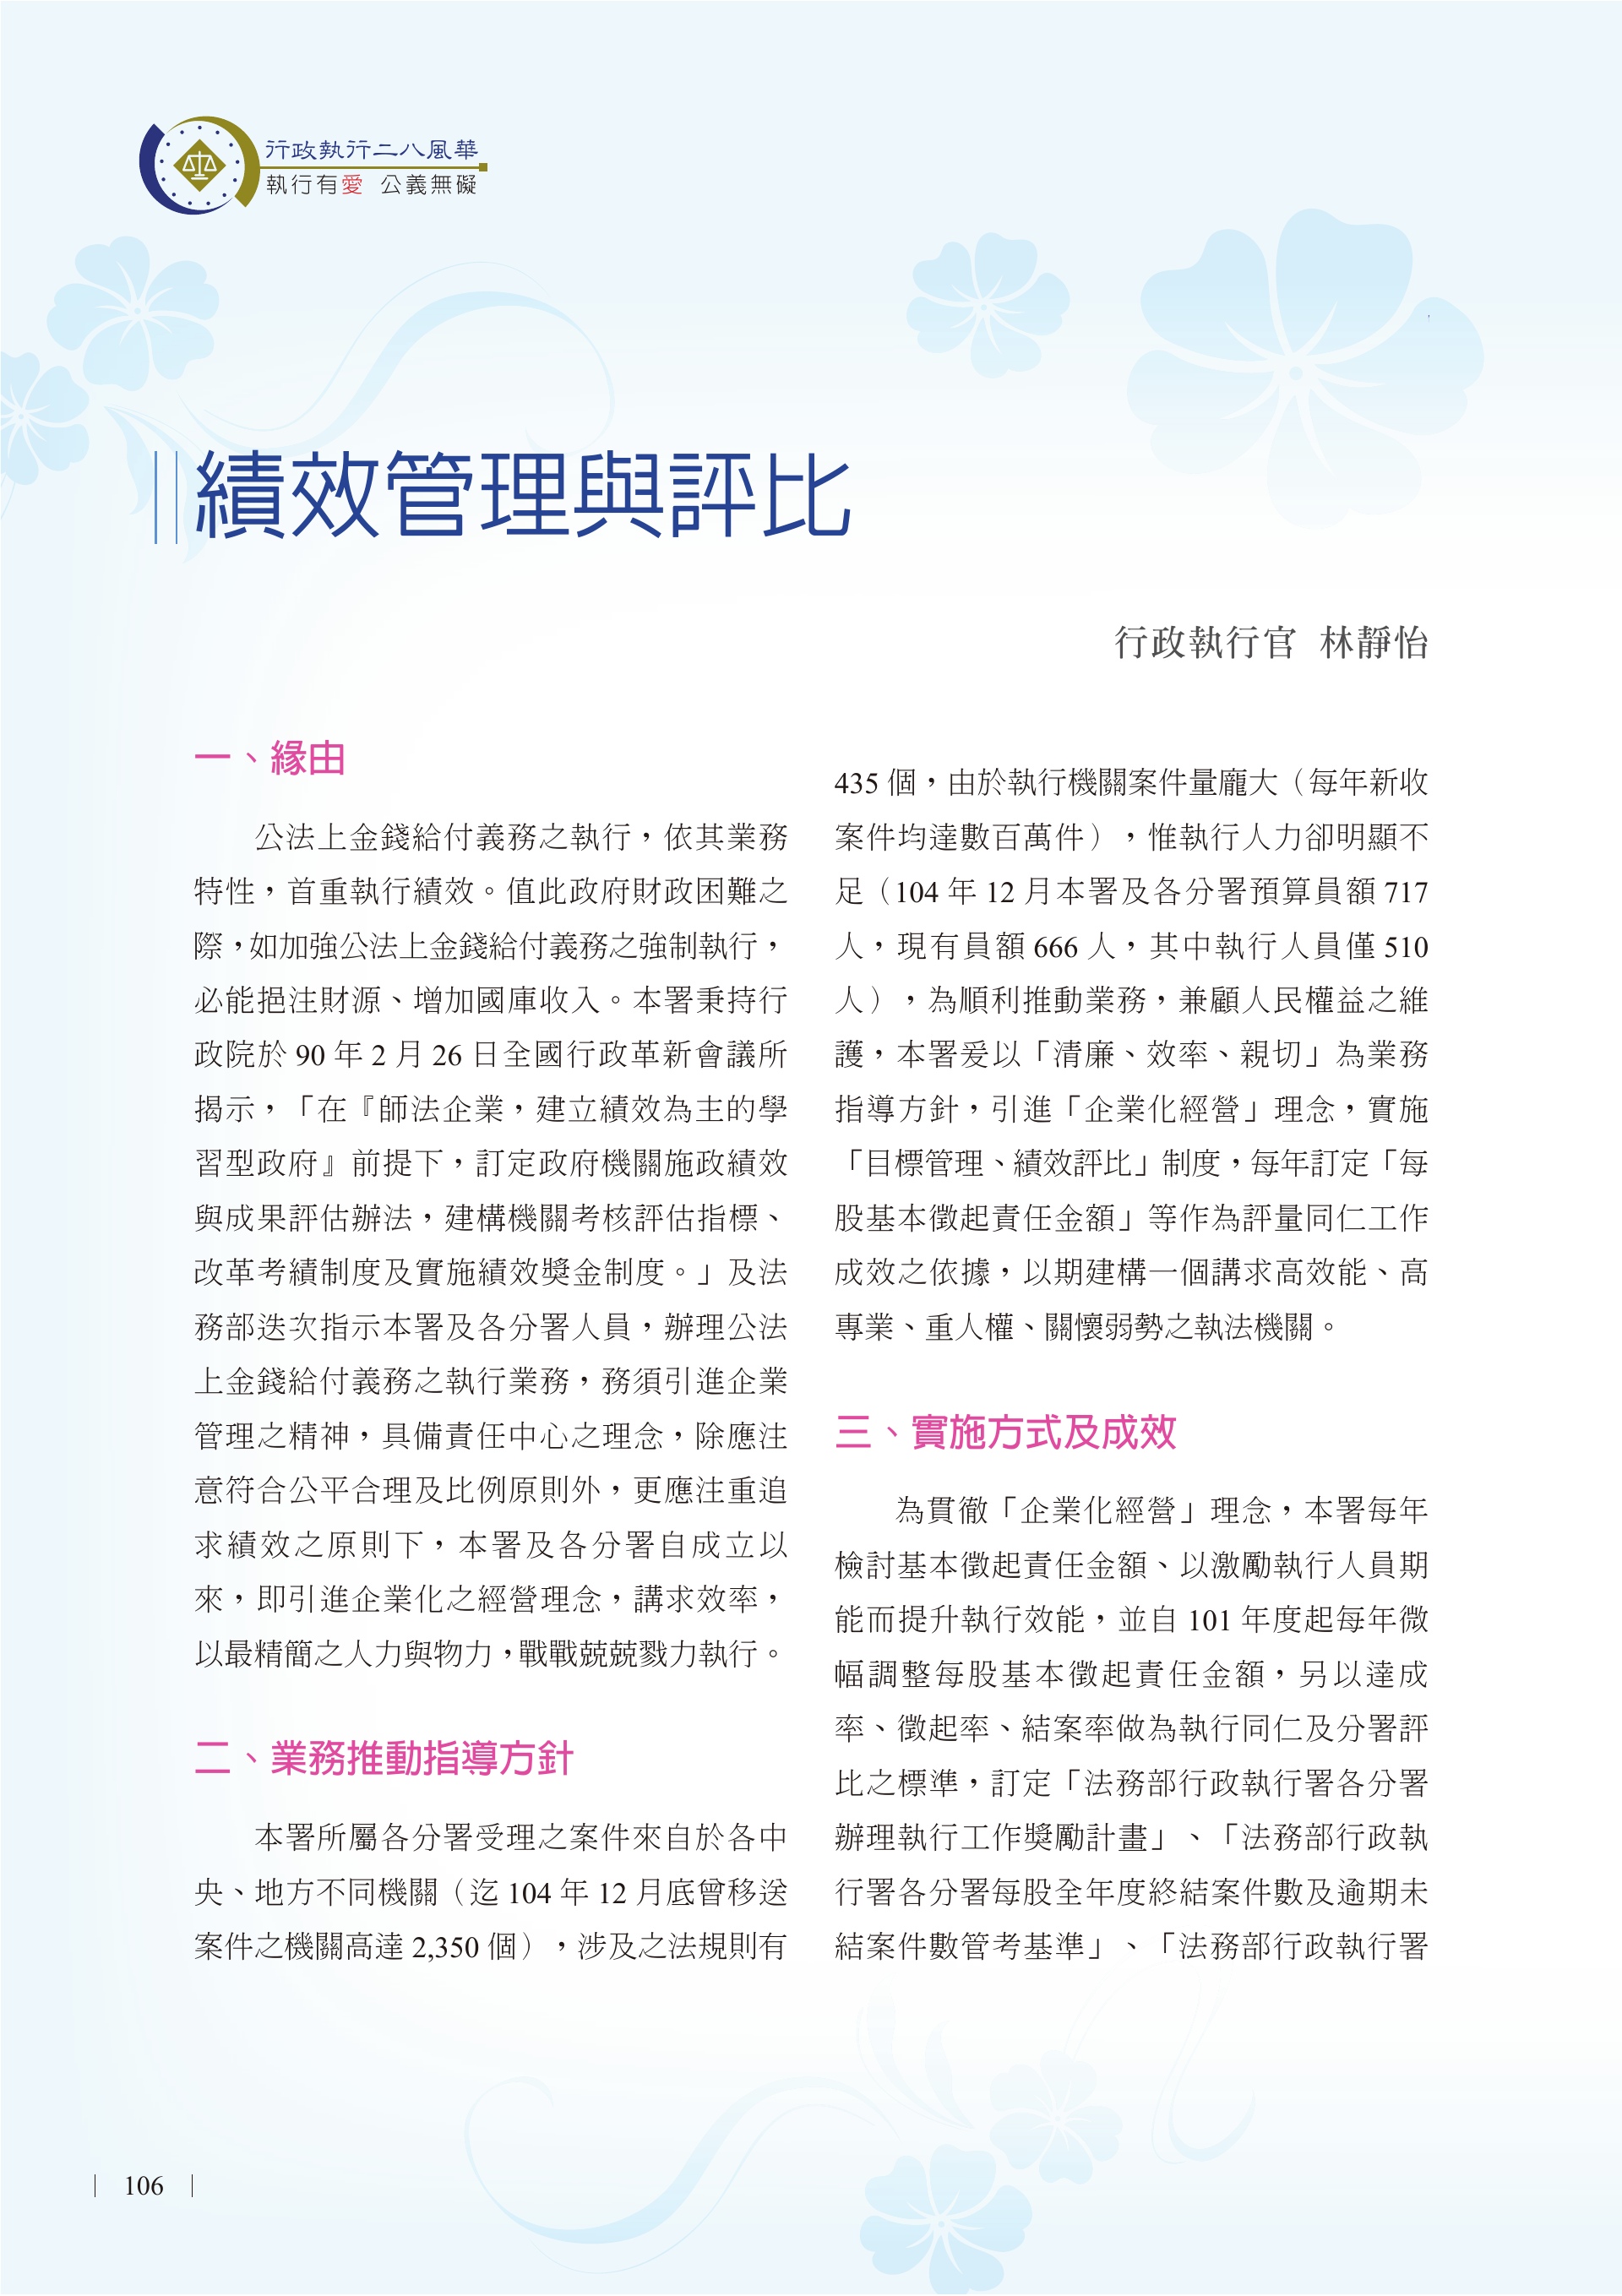 行政執行二八風華
執行有愛 公義無礙
績效管理與評比
行政執行官 林靜怡
一、緣由
公法上金錢給付義務之執行，依其業務
特性，首重執行績效。值此政府財政困難之
際，如加強公法上金錢給付義務之強制執行，
必能挹注財源、增加國庫收入。本署秉持行
政院於 90 年 2 月 26 日全國行政革新會議所
揭示，「在『師法企業，建立績效為主的學
習型政府』前提下，訂定政府機關施政績效
與成果評估辦法，建構機關考核評估指標、
改革考績制度及實施績效獎金制度。」及法
務部迭次指示本署及各分署人員，辦理公法
上金錢給付義務之執行業務，務須引進企業
管理之精神，具備責任中心之理念，除應注
意符合公平合理及比例原則外，更應注重追
求績效之原則下，本署及各分署自成立以
來，即引進企業化之經營理念，講求效率，
以最精簡之人力與物力，戰戰兢兢戮力執行。
二、業務推動指導方針
本署所屬各分署受理之案件來自於各中
央、地方不同機關（迄 104 年 12 月底曾移送
案件之機關高達 2,350 個），涉及之法規則有
435 個，由於執行機關案件量龐大（每年新收
案件均達數百萬件），惟執行人力卻明顯不
足（104 年 12 月本署及各分署預算員額 717
人，現有員額 666 人，其中執行人員僅 510
人），為順利推動業務，兼顧人民權益之維
護，本署爰以「清廉、效率、親切」為業務
指導方針，引進「企業化經營」理念，實施
「目標管理、績效評比」制度，每年訂定「每
股基本徵起責任金額」等作為評量同仁工作
成效之依據，以期建構一個講求高效能、高
專業、重人權、關懷弱勢之執法機關。
三、實施方式及成效
為貫徹「企業化經營」理念，本署每年
檢討基本徵起責任金額、以激勵執行人員期
能而提升執行效能，並自 101 年度起每年微
幅調整每股基本徵起責任金額，另以達成
率、徵起率、結案率做為執行同仁及分署評
比之標準，訂定「法務部行政執行署各分署
辦理執行工作獎勵計畫」、「法務部行政執
行署各分署每股全年度終結案件數及逾期未
結案件數管考基準」、「法務部行政執行署
106